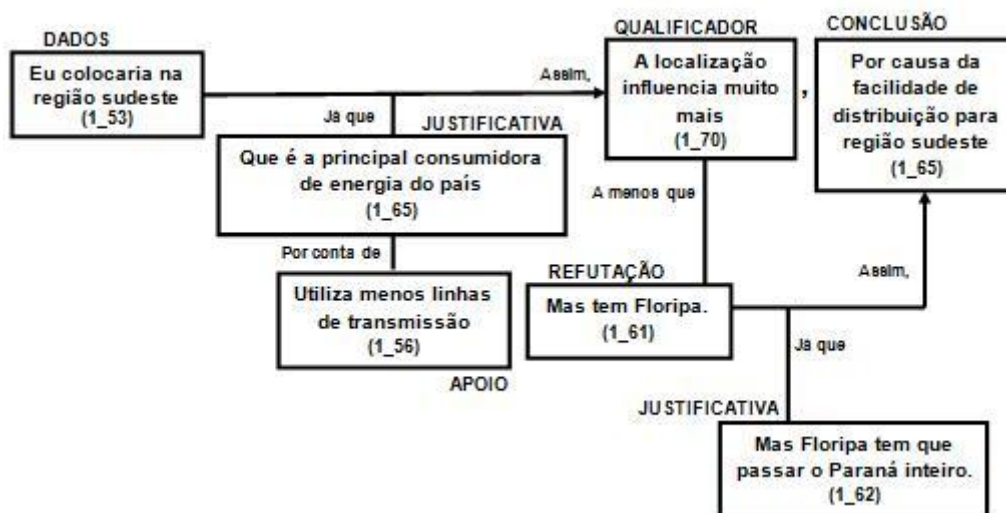 DADOS
Eu colocaria na
região sudeste
(1_53)
Assim,
QUALIFICADOR
A localização
influencia muito
mais
(1_70)
,
CONCLUSÃO
Por causa da
facilidade de
distribuição para
região sudeste
(1_65)
Já que
JUSTIFICATIVA
Que é a principal consumidora
de energia do país
(1_65)
Por conta de
Utiliza menos linhas
de transmissão
(1_56)
APOIO
A menos que
REFUTAÇÃO
Mas tem Floripa.
(1_61)
Assim,
Já que
JUSTIFICATIVA
Mas Floripa tem que
passar o Paraná inteiro.
(1_62)